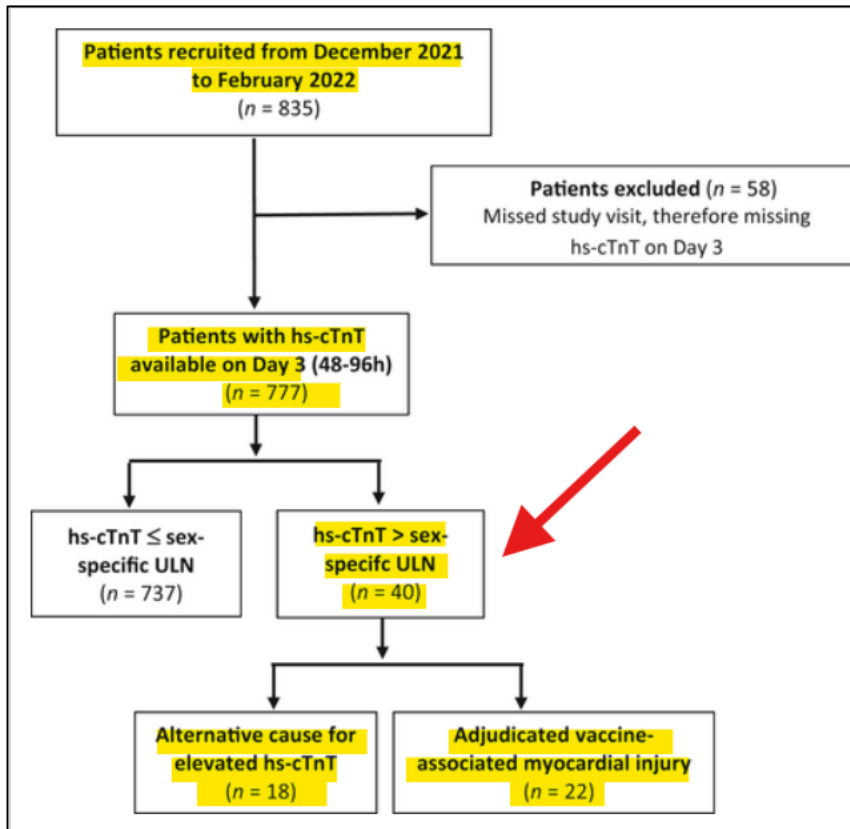 Patients recruited from December 2021
to February 2022
(n = 835)
Patients excluded (n = 58)
Missed study visit, therefore missing
hs-cTnT on Day 3
Patients with hs-cTnT
available on Day 3 (48-96h)
(n = 777)
hs-cTnT ≤ sex-
specific ULN
(n = 737)
hs-cTnT > sex-
specifc ULN
(n = 40)
Alternative cause for
elevated hs-cTnT
(n = 18)
Adjudicated vaccine-
associated myocardial injury
(n = 22)